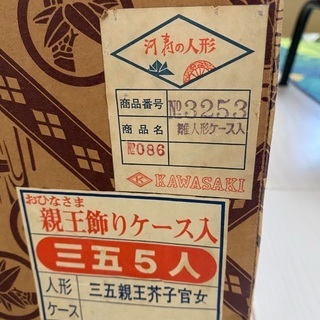 河寿の人形
商品番号 №3253
商品名 雛人形ケース入
№086
KAWASAKI
おひなさま
親王飾りケース入
三五5人
人形 三五親王芥子官女
ケース